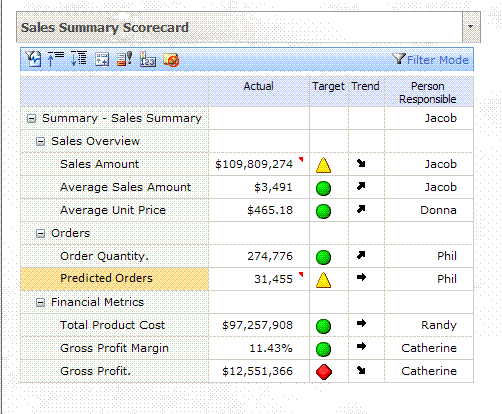 Sales Summary Scorecard
Filter Mode
Actual Target Trend Person Responsible
Summary - Sales Summary Jacob
Sales Overview
Sales Amount $109,809,274 Jacob
Average Sales Amount $3,491 Jacob
Average Unit Price $465.18 Donna
Orders
Order Quantity. 274,776 Phil
Predicted Orders 31,455 Phil
Financial Metrics
Total Product Cost $97,257,908 Randy
Gross Profit Margin 11.43% Catherine
Gross Profit. $12,551,366 Catherine